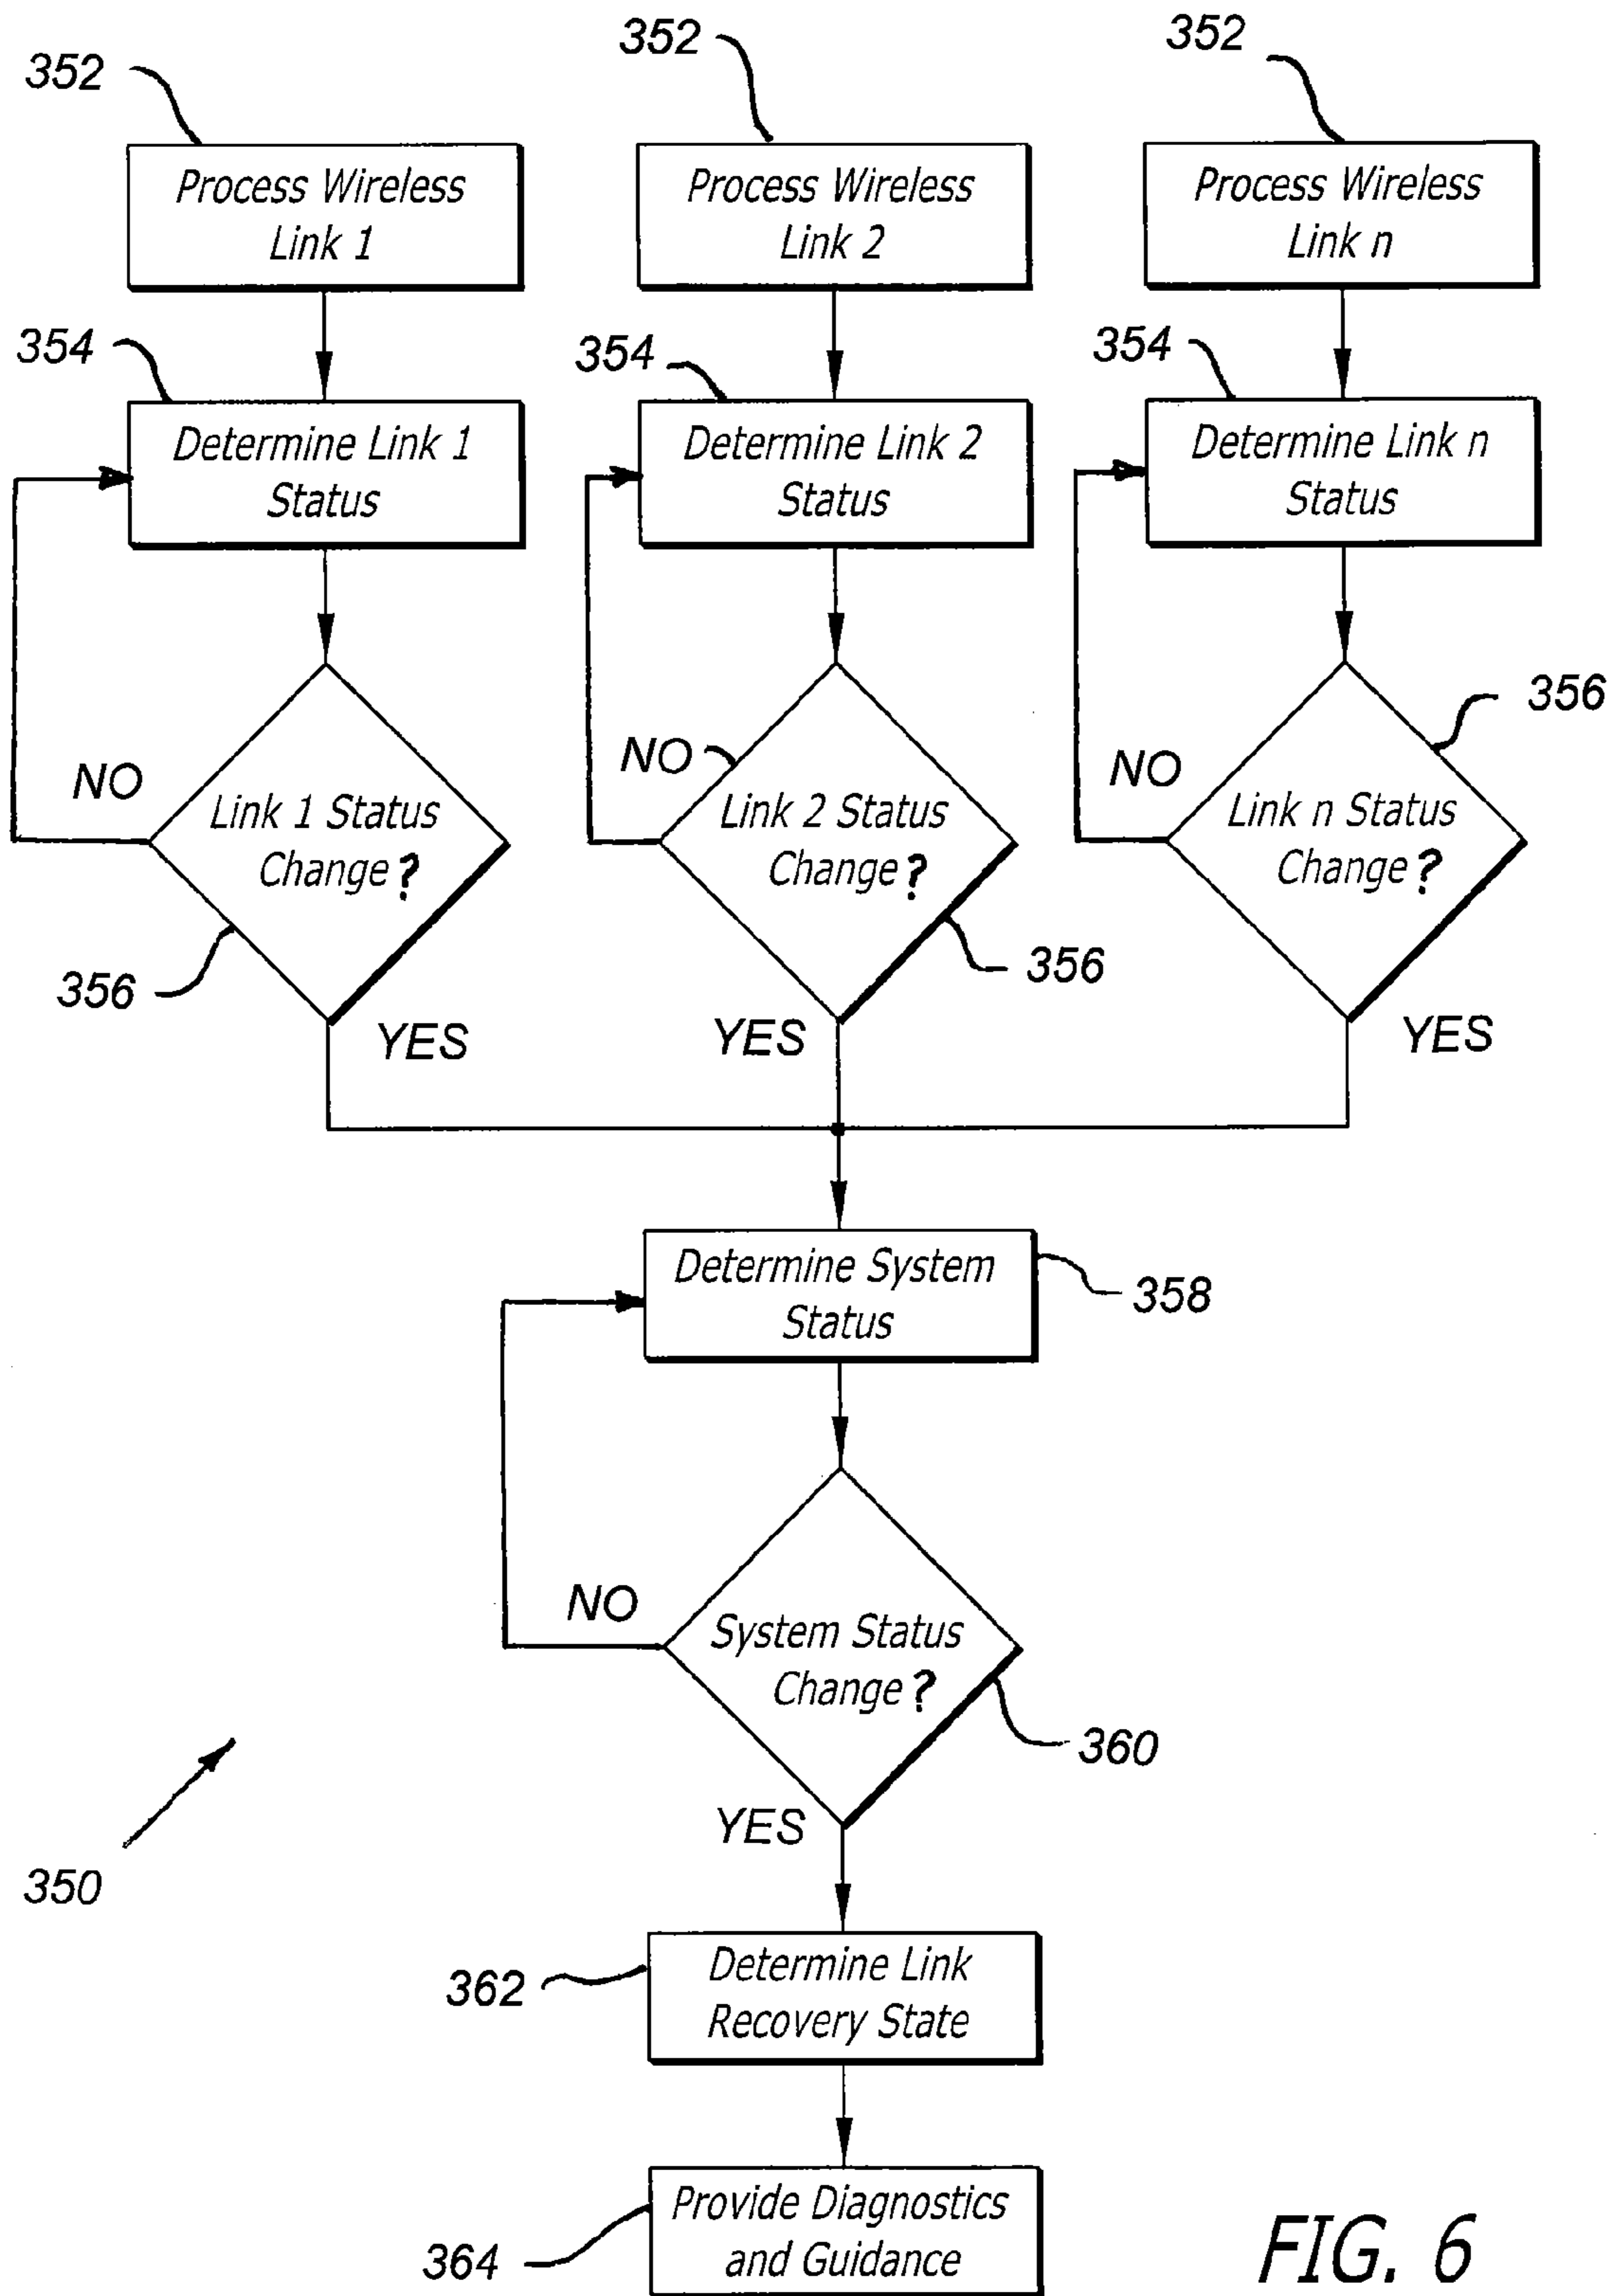 352
352
352
Process Wireless
Link 1
Process Wireless
Link 2
Process Wireless
Link n
354
354
354
Determine Link 1
Status
Determine Link 2
Status
Determine Link n
Status
356
NO
NO
NO
Link 1 Status
Change?
Link 2 Status
Change?
Link n Status
Change?
356
356
YES
YES
YES
Determine System
Status
358
NO
System Status
Change?
360
YES
350
362
Determine Link
Recovery State
364
Provide Diagnostics
and Guidance
FIG. 6